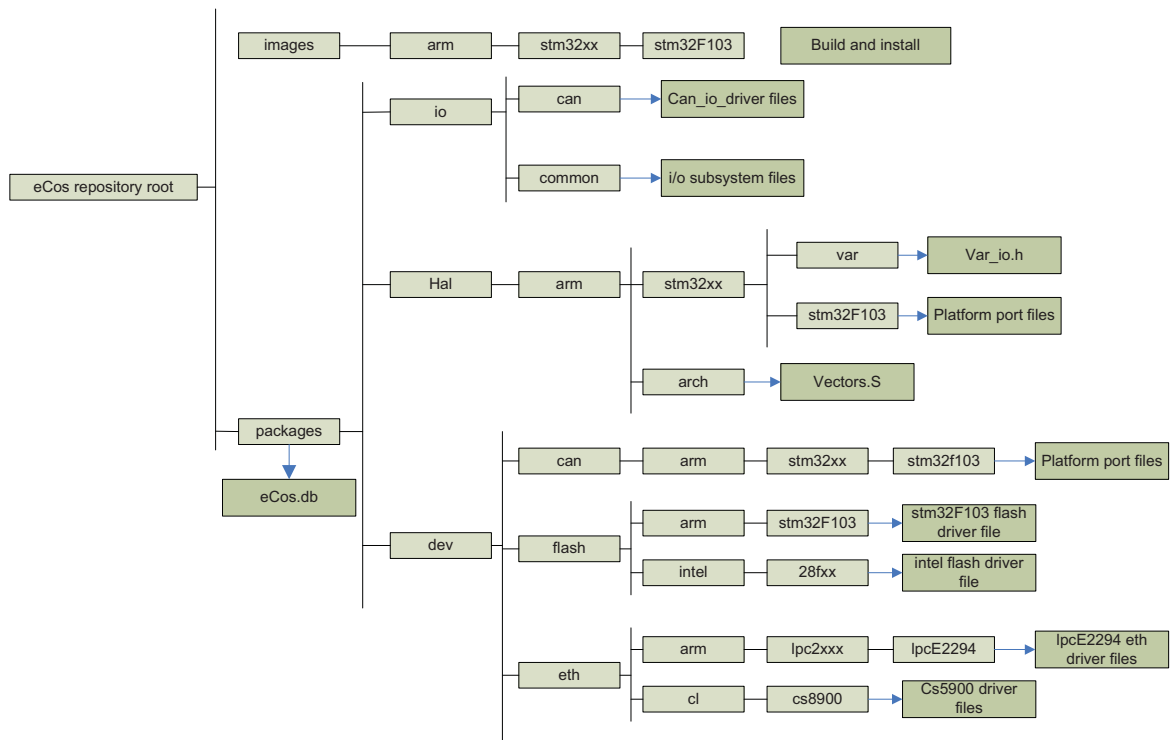 images
arm
stm32xx
stm32F103
Build and install
io
can
Can_io_driver files
common
i/o subsystem files
eCos repository root
Hal
arm
stm32xx
var
Var_io.h
stm32F103
Platform port files
arch
Vectors.S
packages
eCos.db
dev
can
arm
stm32xx
stm32f103
Platform port files
flash
arm
stm32F103
stm32F103 flash
driver file
intel
28fxx
intel flash driver
file
eth
arm
lpc2xxx
lpcE2294
lpcE2294 eth
driver files
cl
cs8900
Cs5900 driver
files